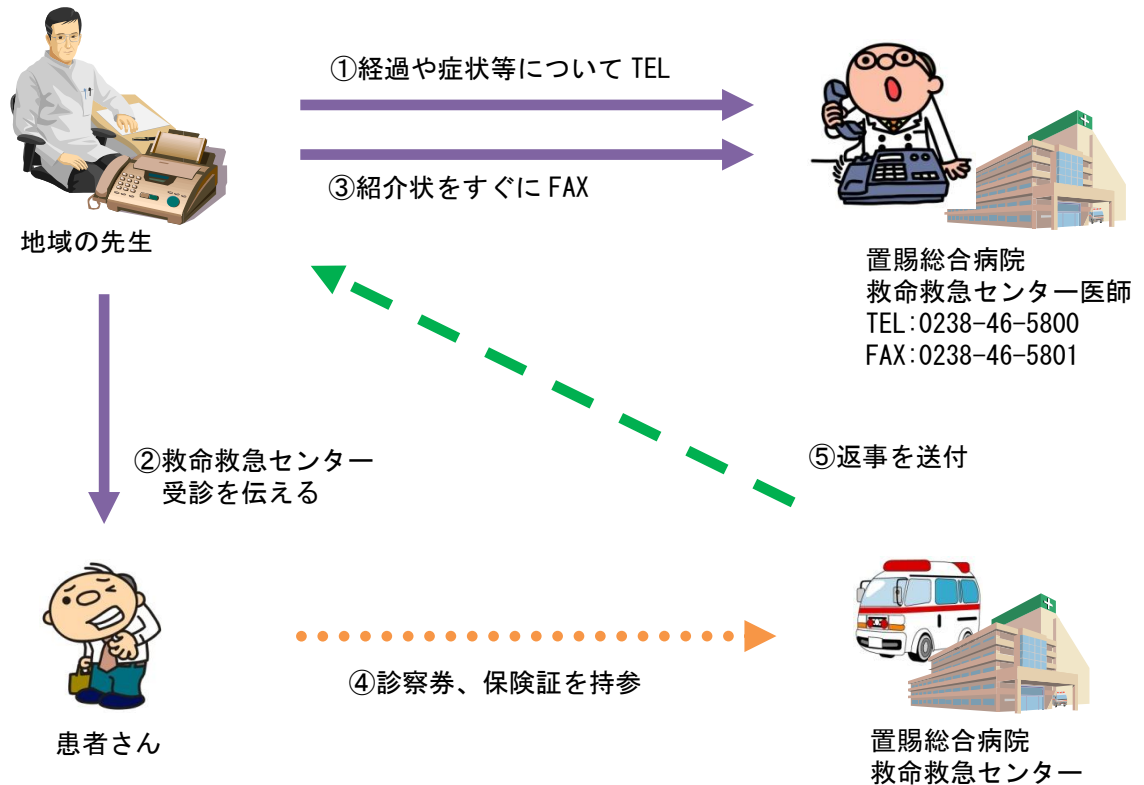 ①経過や症状等について TEL
③紹介状をすぐに FAX
地域の先生
置賜総合病院
救命救急センター医師
TEL:0238-46-5800
FAX:0238-46-5801
②救命救急センター
受診を伝える
⑤返事を送付
④診察券、保険証を持参
患者さん
置賜総合病院
救命救急センター